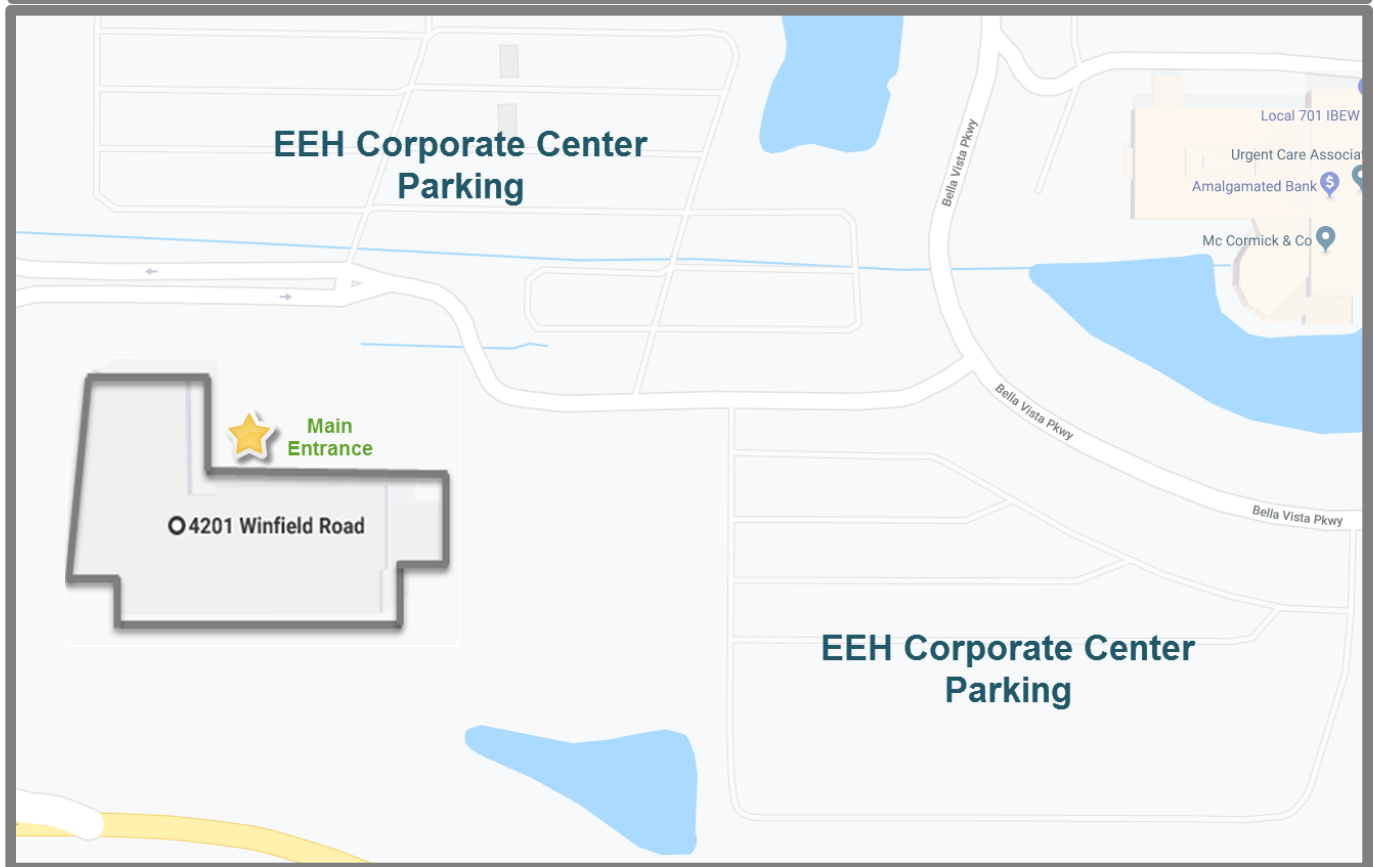 EEH Corporate Center
Parking
Bella Vista Pkwy
Local 701 IBEW
Urgent Care Associat
Amalgamated Bank
$
Mc Cormick & Co
Main
Entrance
4201 Winfield Road
Bella Vista Pkwy
Bella Vista Pkwy
EEH Corporate Center
Parking